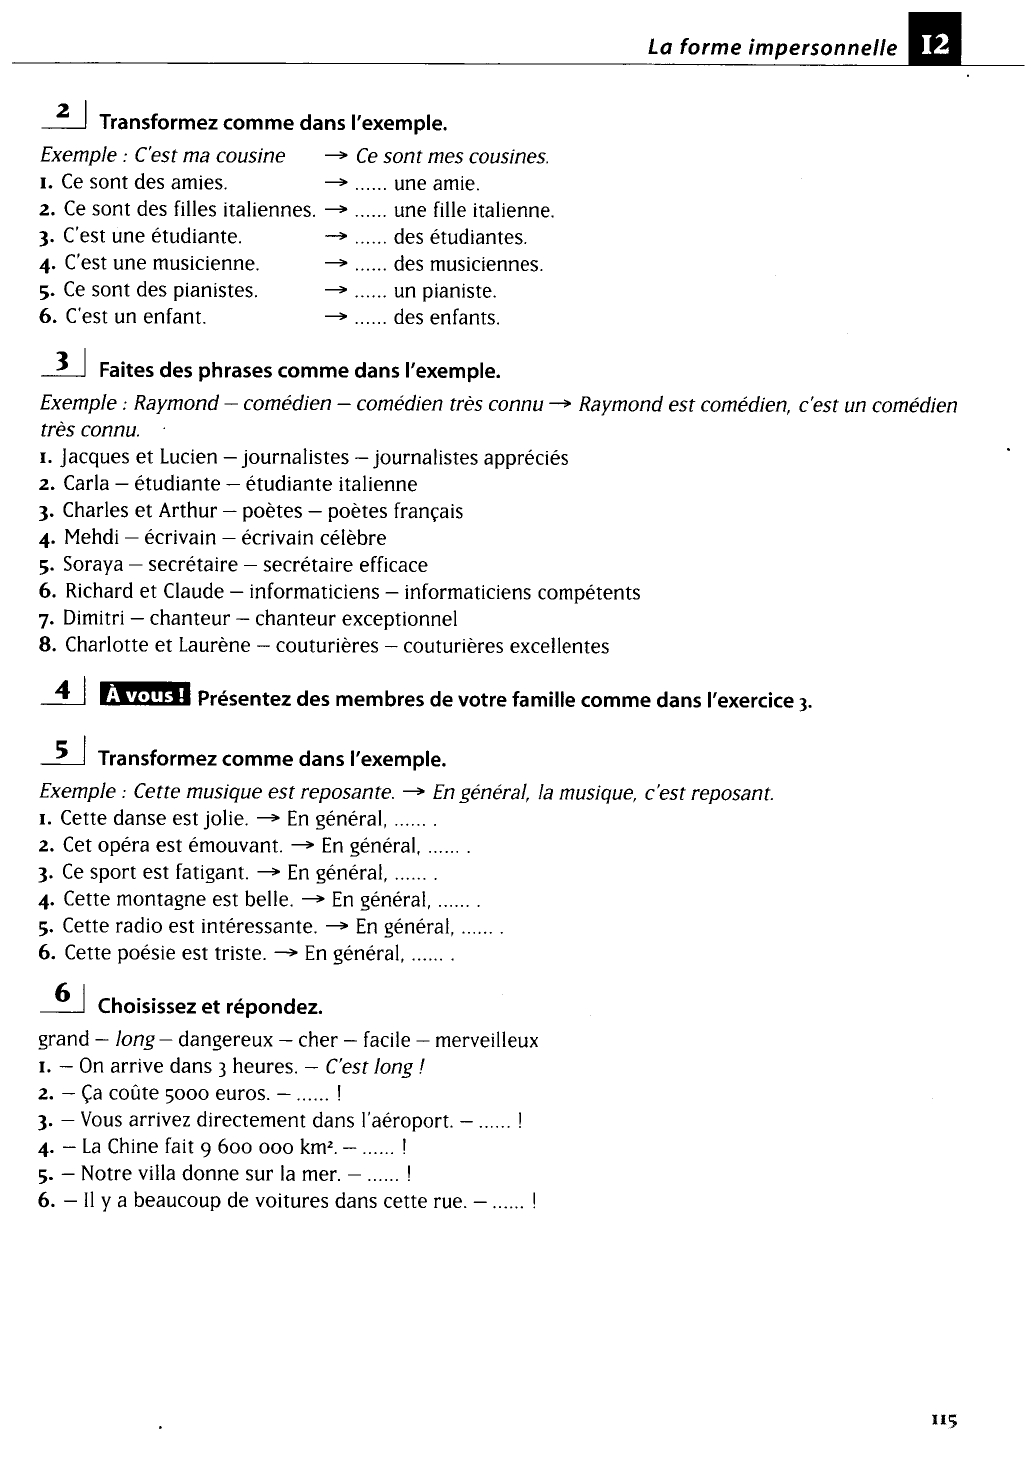 La forme impersonnelle 12
2 Transformez comme dans l'exemple.
Exemple : C'est ma cousine → Ce sont mes cousines.
1. Ce sont des amies. → ...... une amie.
2. Ce sont des filles italiennes. → ...... une fille italienne.
3. C'est une étudiante. → ...... des étudiantes.
4. C'est une musicienne. → ...... des musiciennes.
5. Ce sont des pianistes. → ...... un pianiste.
6. C'est un enfant. → ...... des enfants.
3 Faites des phrases comme dans l'exemple.
Exemple : Raymond – comédien – comédien très connu → Raymond est comédien, c'est un comédien
très connu.
1. Jacques et Lucien – journalistes – journalistes appréciés
2. Carla – étudiante – étudiante italienne
3. Charles et Arthur – poètes – poètes français
4. Mehdi – écrivain – écrivain célèbre
5. Soraya – secrétaire – secrétaire efficace
6. Richard et Claude – informaticiens – informaticiens compétents
7. Dimitri – chanteur – chanteur exceptionnel
8. Charlotte et Laurène – couturières – couturières excellentes
4 À vous ! Présentez des membres de votre famille comme dans l'exercice 3.
5 Transformez comme dans l'exemple.
Exemple : Cette musique est reposante. → En général, la musique, c'est reposant.
1. Cette danse est jolie. → En général, ...... .
2. Cet opéra est émouvant. → En général, ...... .
3. Ce sport est fatigant. → En général, ...... .
4. Cette montagne est belle. → En général, ...... .
5. Cette radio est intéressante. → En général, ...... .
6. Cette poésie est triste. → En général, ...... .
6 Choisissez et répondez.
grand – long – dangereux – cher – facile – merveilleux
1. – On arrive dans 3 heures. – C'est long !
2. – Ça coûte 5000 euros. – ...... !
3. – Vous arrivez directement dans l'aéroport. – ...... !
4. – La Chine fait 9 600 000 km². – ...... !
5. – Notre villa donne sur la mer. – ...... !
6. – Il y a beaucoup de voitures dans cette rue. – ...... !
115